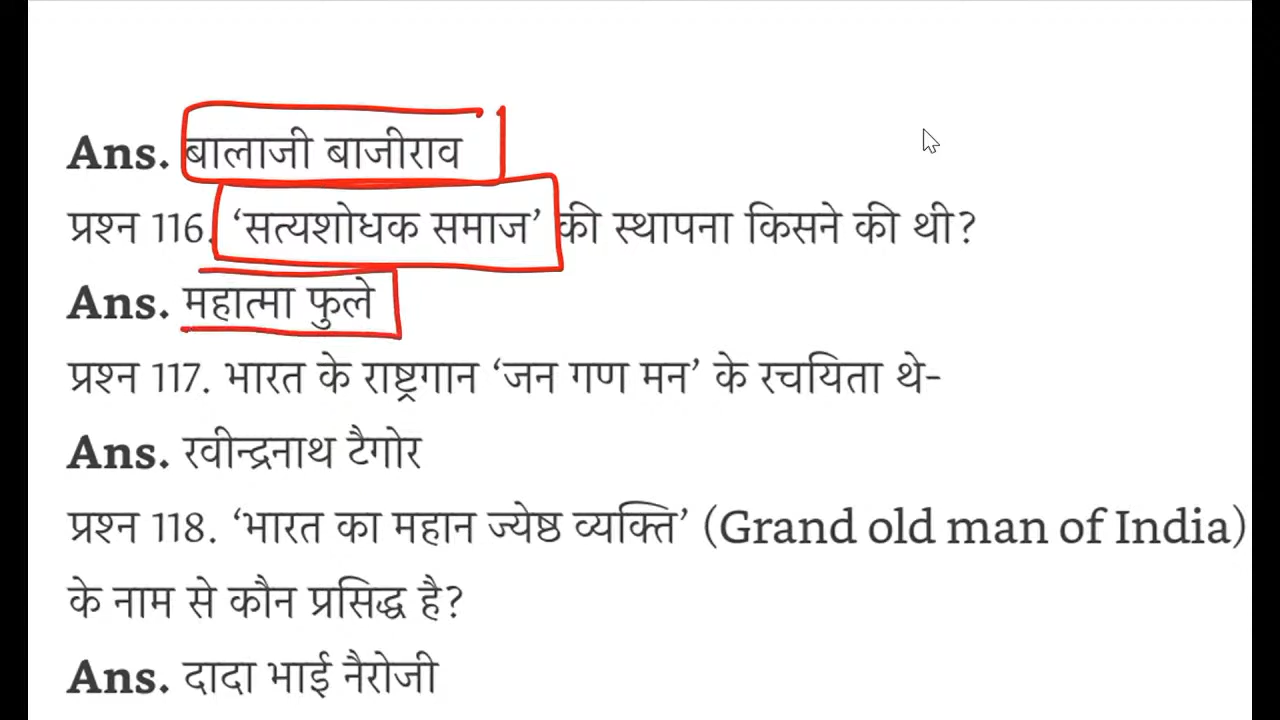 Ans. बालाजी बाजीराव
प्रश्न 116. ‘सत्यशोधक समाज’ की स्थापना किसने की थी?
Ans. महात्मा फुले
प्रश्न 117. भारत के राष्ट्रगान ‘जन गण मन’ के रचयिता थे-
Ans. रवीन्द्रनाथ टैगोर
प्रश्न 118. ‘भारत का महान ज्येष्ठ व्यक्ति’ (Grand old man of India)
के नाम से कौन प्रसिद्ध है?
Ans. दादा भाई नैरोजी